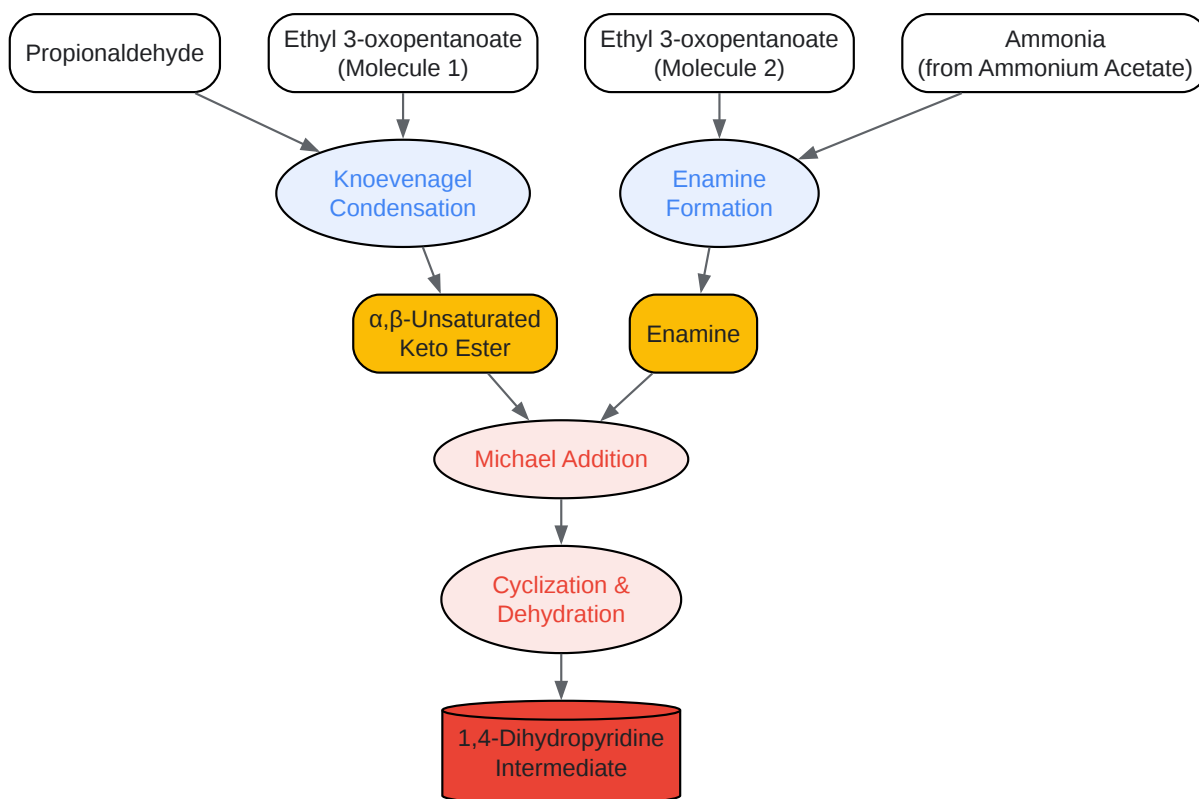 Propionaldehyde
Ethyl 3-oxopentanoate
(Molecule 1)
Ethyl 3-oxopentanoate
(Molecule 2)
Ammonia
(from Ammonium Acetate)
Knoevenagel
Condensation
Enamine
Formation
α,β-Unsaturated
Keto Ester
Enamine
Michael Addition
Cyclization &
Dehydration
1,4-Dihydropyridine
Intermediate